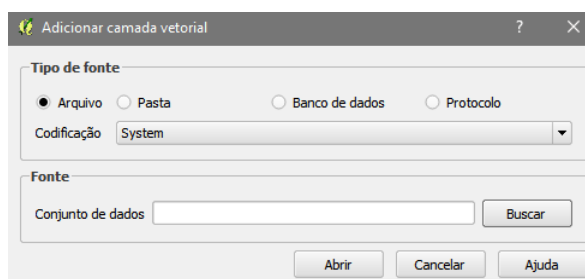 Adicionar camada vetorial ?
Tipo de fonte
Arquivo Pasta Banco de dados Protocolo
Codificação System
Fonte
Conjunto de dados Buscar
Abrir Cancelar Ajuda